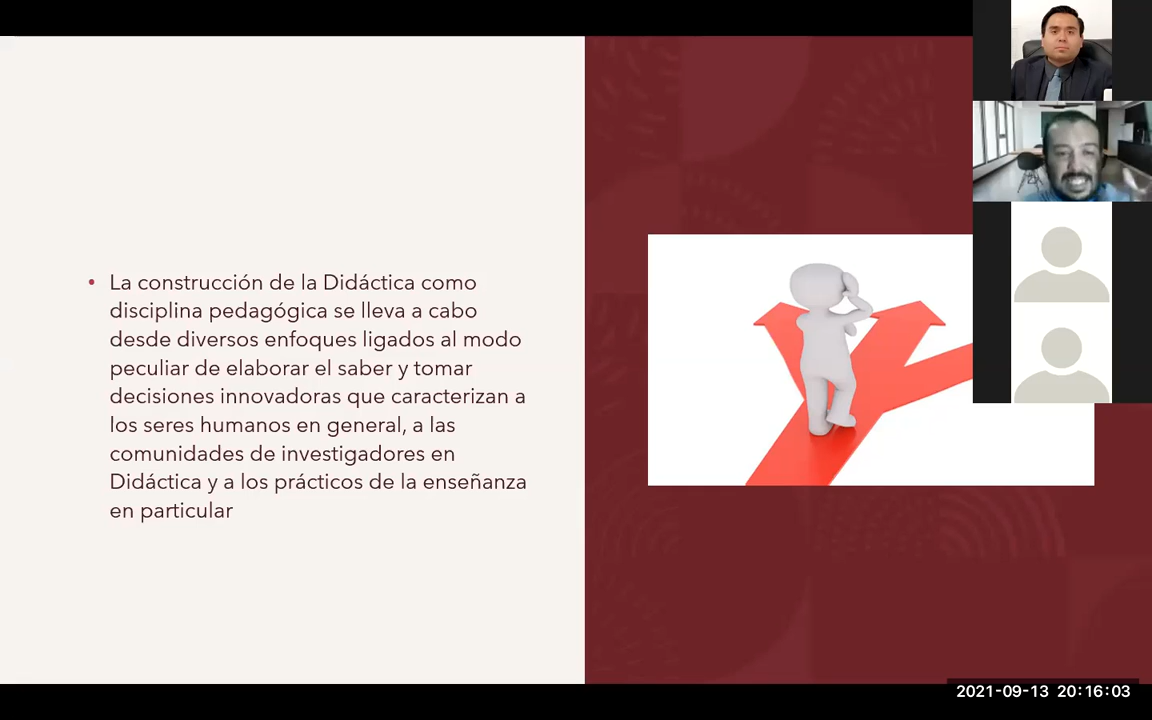 • La construcción de la Didáctica como
disciplina pedagógica se lleva a cabo
desde diversos enfoques ligados al modo
peculiar de elaborar el saber y tomar
decisiones innovadoras que caracterizan a
los seres humanos en general, a las
comunidades de investigadores en
Didáctica y a los prácticos de la enseñanza
en particular
2021-09-13 20:16:03